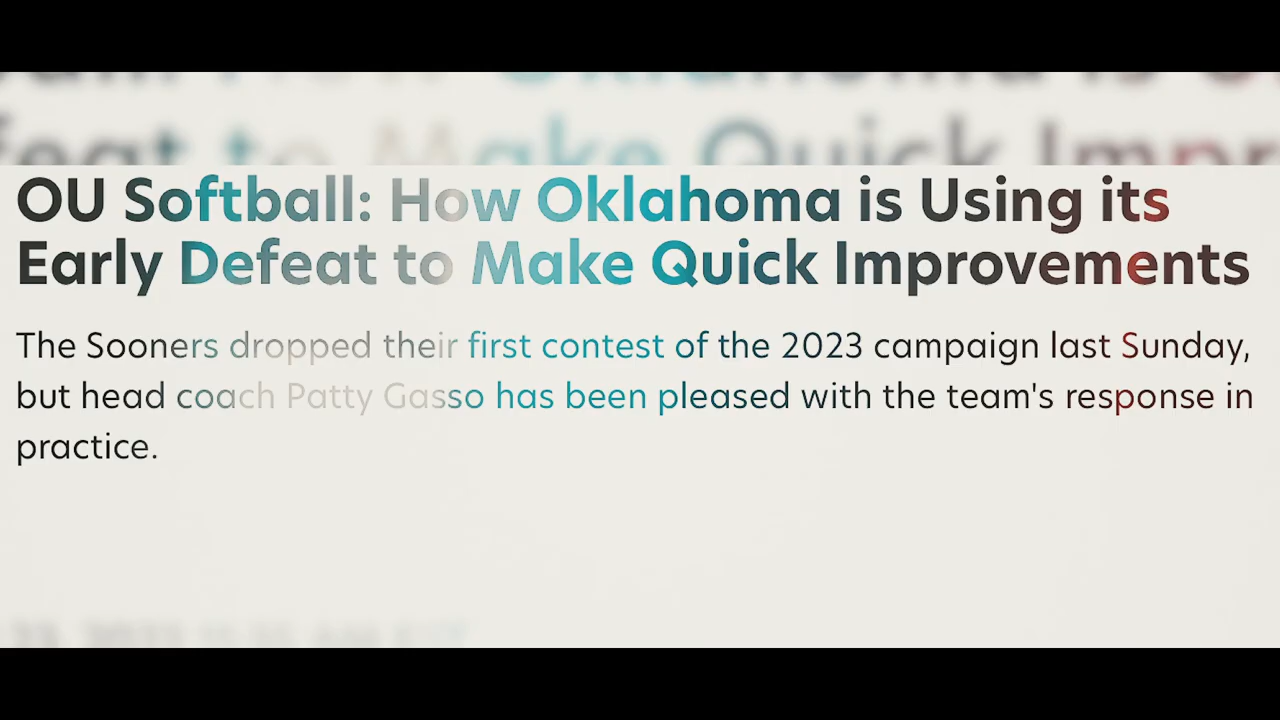 OU Softball: How Oklahoma is Using its
Early Defeat to Make Quick Improvements
The Sooners dropped their first contest of the 2023 campaign last Sunday,
but head coach Patty Gasso has been pleased with the team's response in
practice.